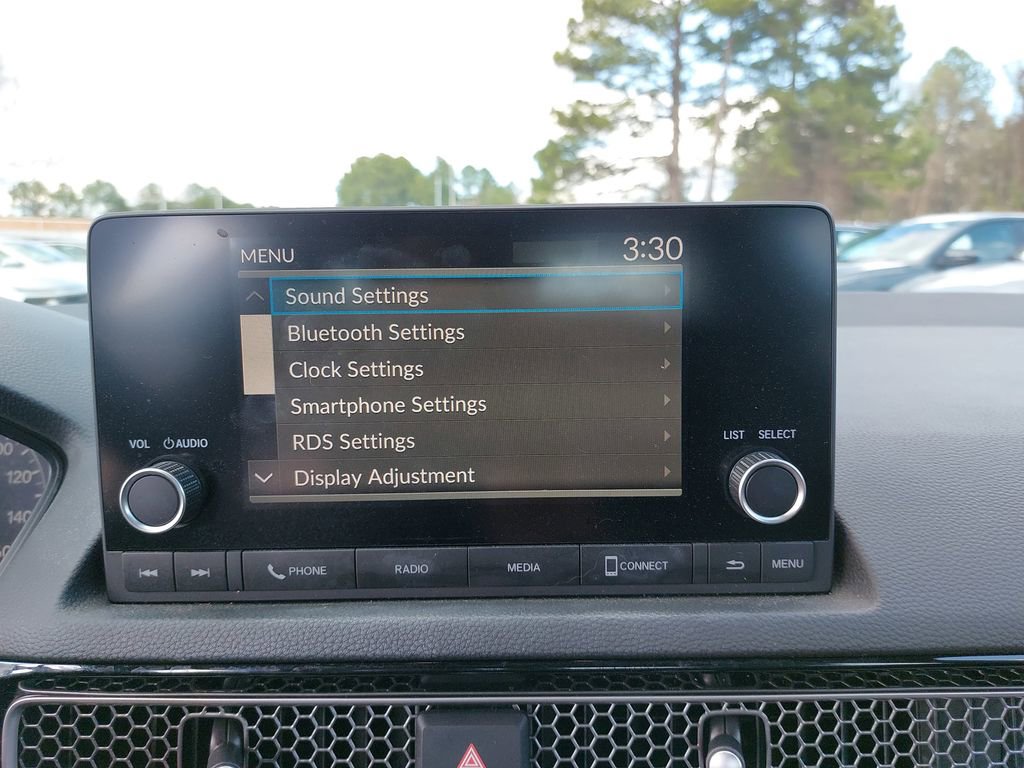 MENU 3:30
Sound Settings
Bluetooth Settings
Clock Settings
Smartphone Settings
RDS Settings
Display Adjustment
VOL AUDIO
LIST SELECT
PHONE RADIO MEDIA CONNECT MENU
120
140